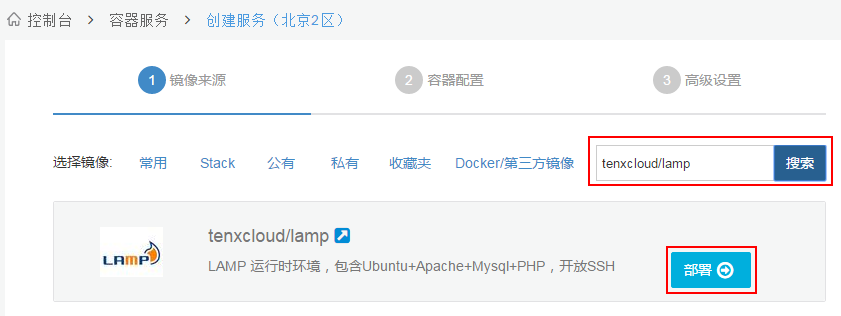 控制台 > 容器服务 > 创建服务（北京2区）
1 镜像来源 2 容器配置 3 高级设置
选择镜像: 常用 Stack 公有 私有 收藏夹 Docker/第三方镜像 tenxcloud/lamp 搜索
tenxcloud/lamp
LAMP
LAMP 运行时环境，包含Ubuntu+Apache+Mysql+PHP，开放SSH
部署